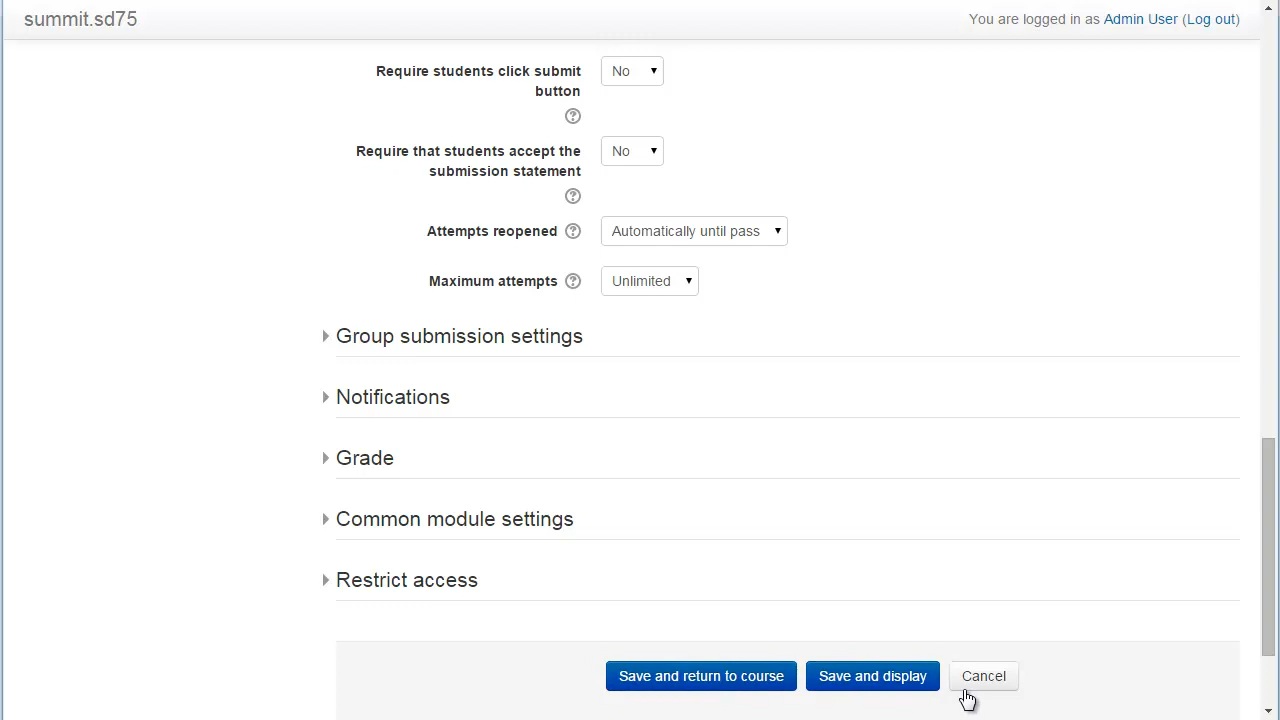 summit.sd75
You are logged in as Admin User (Log out)
Require students click submit
button
No
Require that students accept the
submission statement
No
Attempts reopened
Automatically until pass
Maximum attempts
Unlimited
Group submission settings
Notifications
Grade
Common module settings
Restrict access
Save and return to course
Save and display
Cancel